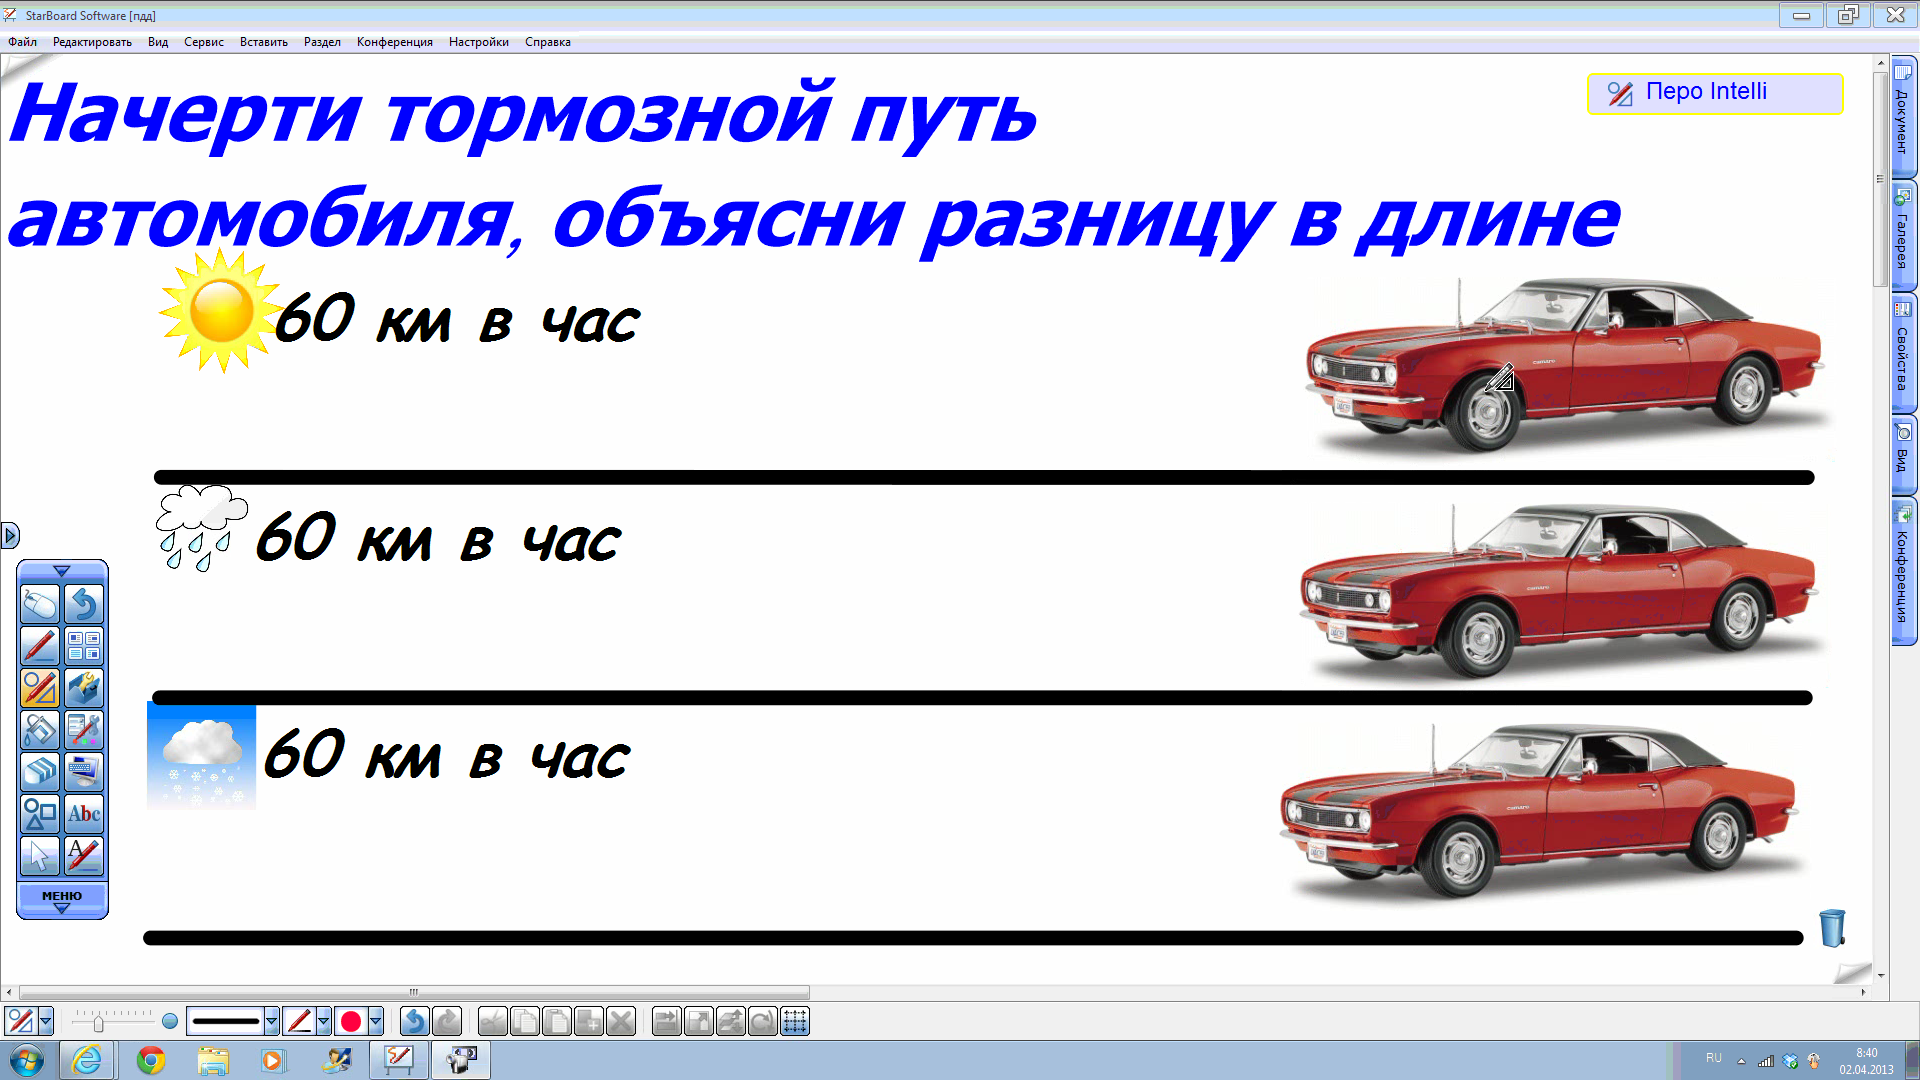 StarBoard Software [пдд]
Файл Редактировать Вид Сервис Вставить Раздел Конференция Настройки Справка
Начерти тормозной путь
автомобиля, объясни разницу в длине
Перо Intelli
60 км в час
60 км в час
60 км в час
Документ
Галерея
Свойства
Вид
Конференция
Abc
A
МЕНЮ
RU
8:40
02.04.2013